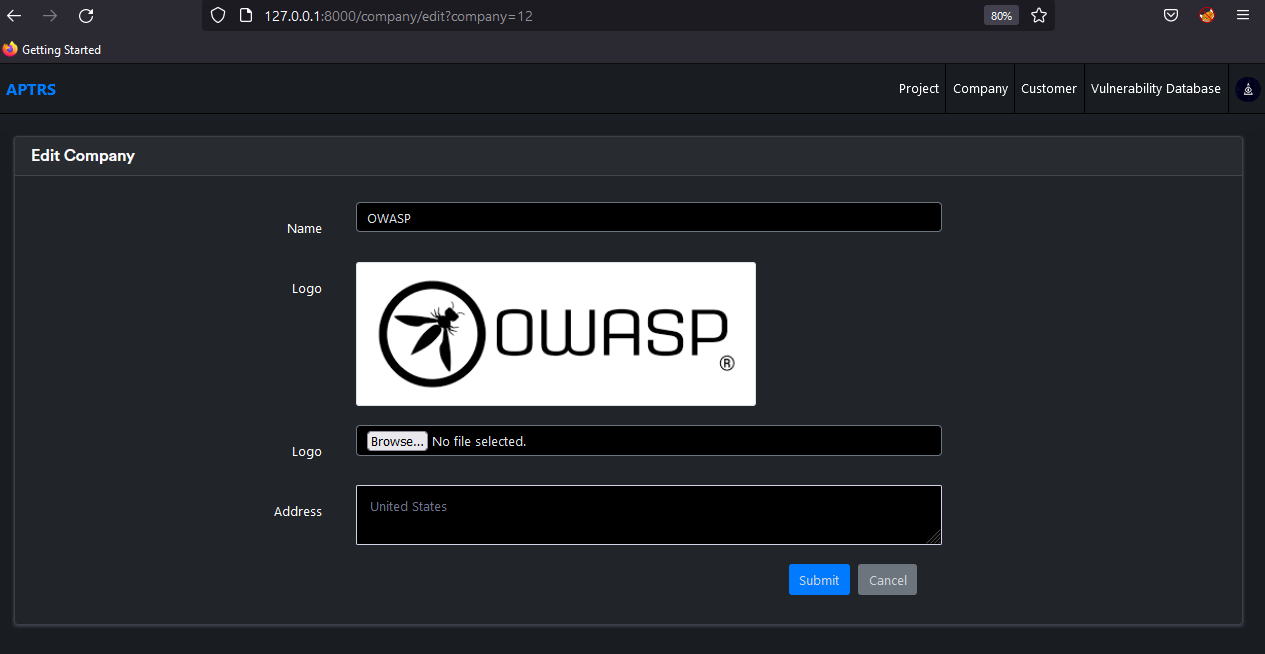 127.0.0.1:8000/company/edit?company=12
80%
Getting Started
APTRS
Project Company Customer Vulnerability Database
Edit Company
Name
OWASP
Logo
OWASP®
Logo
Browse... No file selected.
Address
United States
Submit Cancel